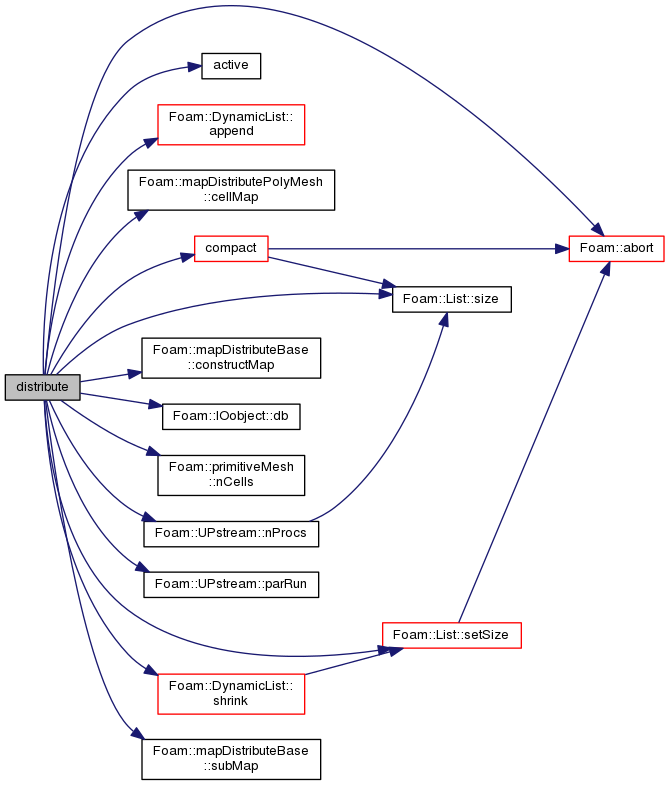 active
Foam::DynamicList::
append
Foam::mapDistributePolyMesh
::cellMap
compact
Foam::abort
Foam::List::size
Foam::mapDistributeBase
::constructMap
distribute
Foam::IOobject::db
Foam::primitiveMesh
::nCells
Foam::UPstream::nProcs
Foam::UPstream::parRun
Foam::List::setSize
Foam::DynamicList::
shrink
Foam::mapDistributeBase
::subMap